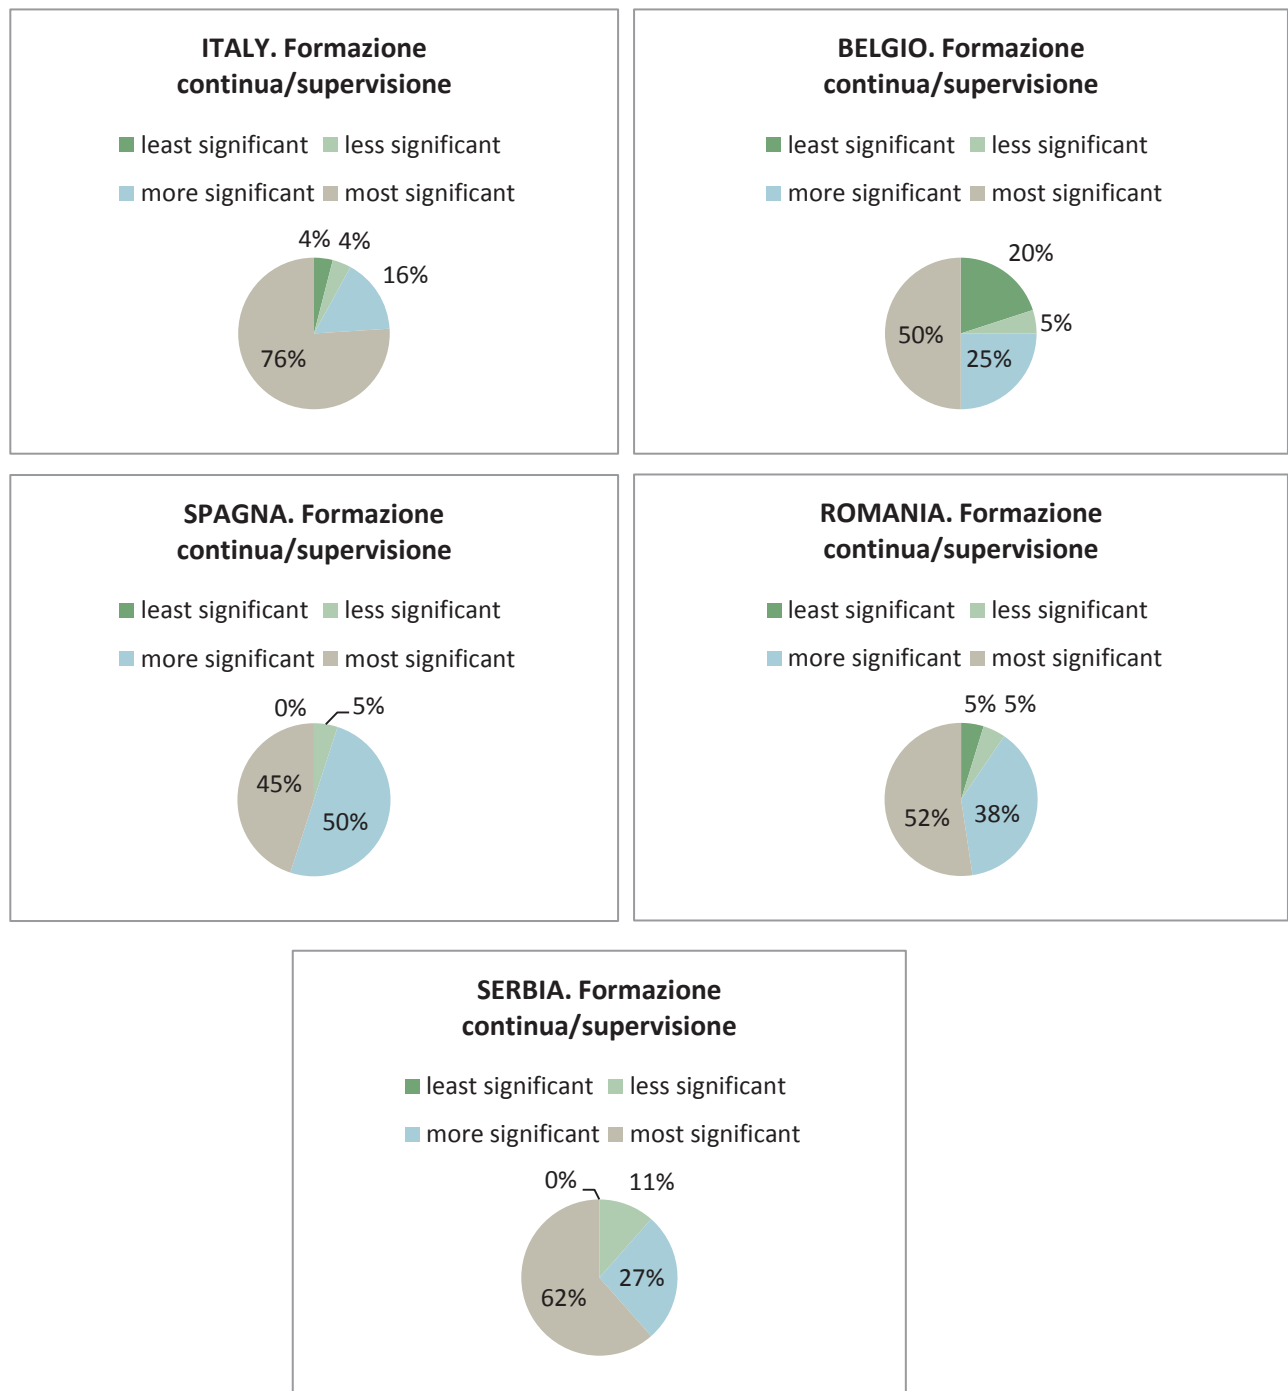 ITALY. Formazione
continua/supervisione
least significant less significant
more significant most significant
4% 4%
16%
76%
BELGIO. Formazione
continua/supervisione
least significant less significant
more significant most significant
20%
5%
50%
25%
SPAGNA. Formazione
continua/supervisione
least significant less significant
more significant most significant
0% 5%
45%
50%
ROMANIA. Formazione
continua/supervisione
least significant less significant
more significant most significant
5% 5%
52% 38%
SERBIA. Formazione
continua/supervisione
least significant less significant
more significant most significant
0% 11%
27%
62%